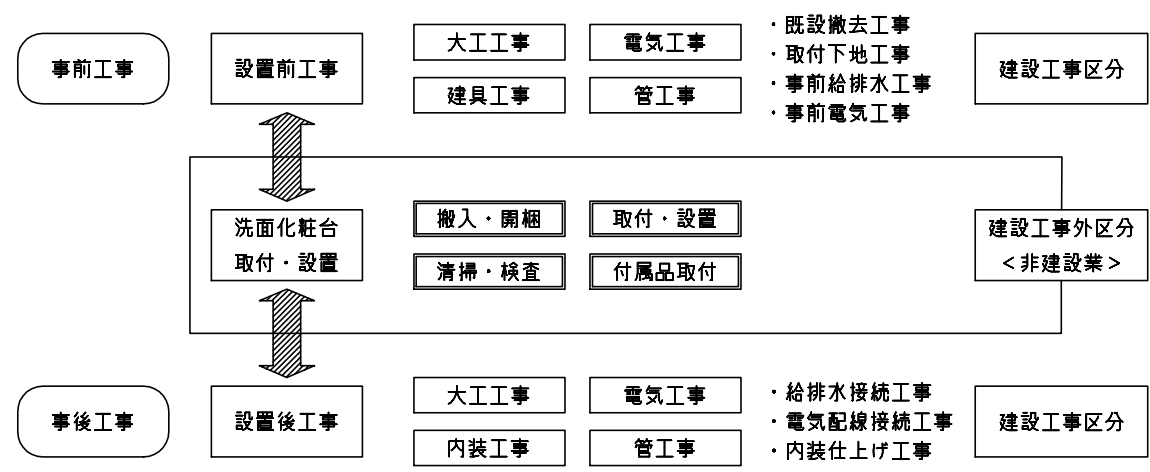 事前工事
設置前工事
大工工事
電気工事
建具工事
管工事
・既設撤去工事
・取付下地工事
・事前給排水工事
・事前電気工事
建設工事区分
洗面化粧台
取付・設置
搬入・開梱
取付・設置
清掃・検査
付属品取付
建設工事外区分
＜非建設業＞
事後工事
設置後工事
大工工事
電気工事
内装工事
管工事
・給排水接続工事
・電気配線接続工事
・内装仕上げ工事
建設工事区分